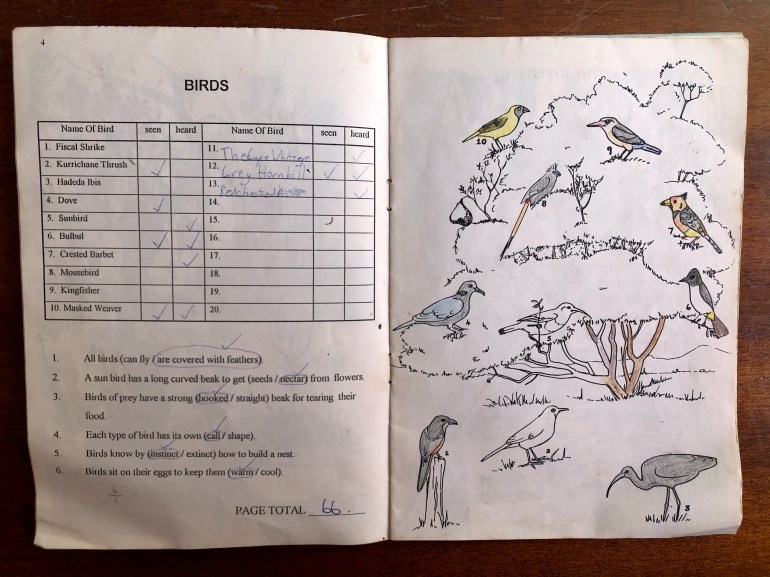 4
BIRDS
Name Of Bird seen heard Name Of Bird seen heard
1. Fiscal Shrike 11. The Cape
2. Kurrichane Thrush 12. Grey Hornbill
3. Hadeda Ibis 13.
4. Dove 14.
5. Sunbird 15.
6. Bulbul 16.
7. Crested Barbet 17.
8. Mousebird 18.
9. Kingfisher 19.
10. Masked Weaver 20.
1. All birds (can fly / are covered with feathers).
2. A sun bird has a long curved beak to get (seeds / nectar) from flowers.
3. Birds of prey have a strong (hooked / straight) beak for tearing their
food.
4. Each type of bird has its own (call / shape).
5. Birds know by (instinct / extinct) how to build a nest.
6. Birds sit on their eggs to keep them (warm / cool).
PAGE TOTAL 66.
10
9
8
7
4
5
6
1
2
3